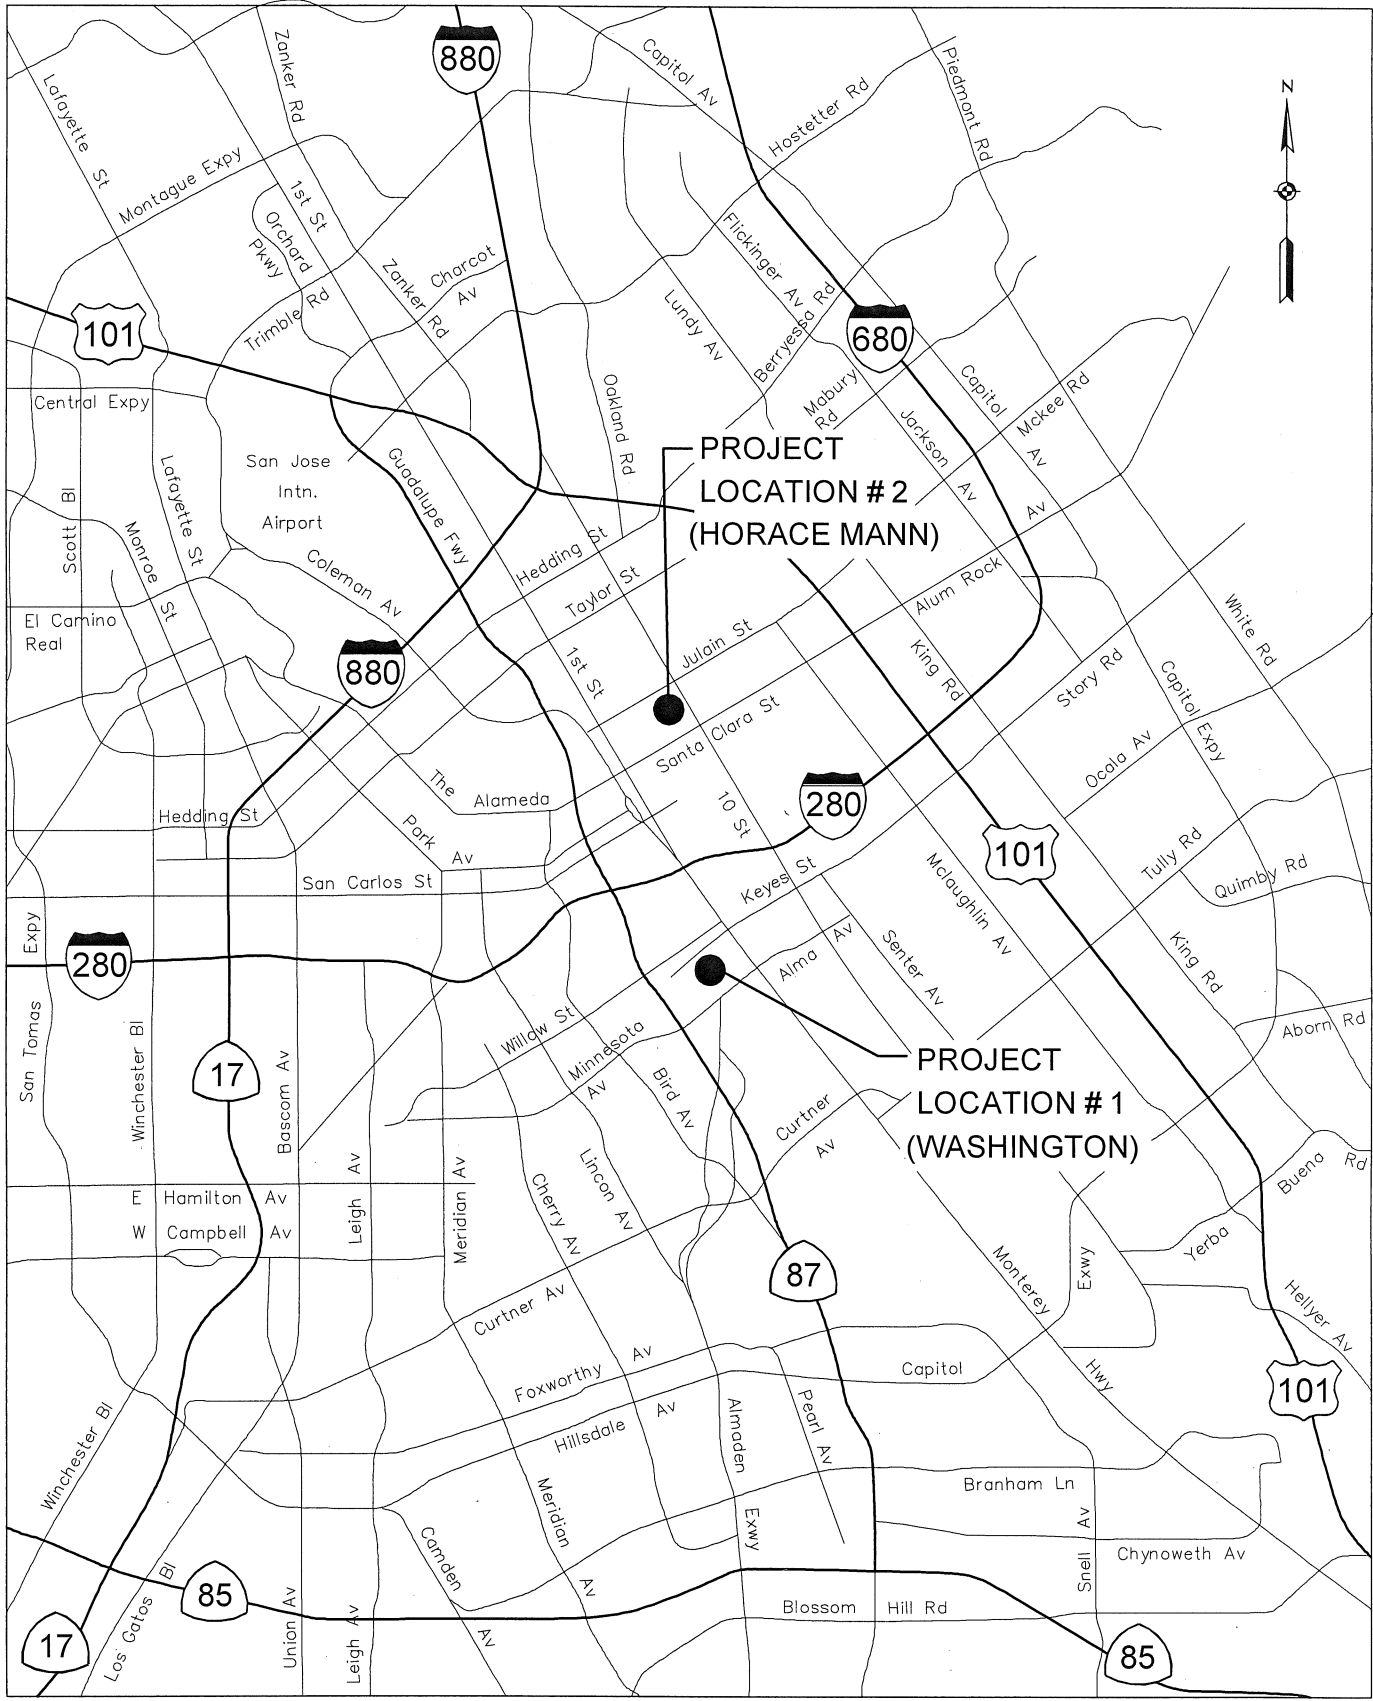 880
Zanker Rd
Capitol Av
Piedmont Rd
Lafayette St
Hostetter Rd
N
Montague Expy
1st St
Orchard
Pkwy
Flickinger Av
Charcot
Av
Zanker Rd
Trimble Rd
Lundy Av
Berryessa Rd
101
680
Central Expy
Oakland Rd
Mabury
Rd
Capitol
Av
Mckee Rd
Jackson
Av
PROJECT
LOCATION # 2
(HORACE MANN)
San Jose
Intn.
Airport
Guadalupe Fwy
Lafayette St
Scott Bl
Monroe
St
Coleman Av
Hedding St
Taylor St
Alum Rock
Av
El Camino
Real
880
1st St
Julain St
King Rd
White Rd
Story Rd
Capitol Expy
Santa Clara St
Ocala Av
The
Alameda
280
10 St
Hedding St
Park
Av
101
Tully Rd
Quimby Rd
San Carlos St
Keyes St
Mclaughlin Av
Expy
San Tomas
280
Alma
Av
Senter Av
King Rd
Willow St
Minnesota
Av
Aborn Rd
Winchester Bl
17
Bascom Av
Bird Av
PROJECT
LOCATION # 1
(WASHINGTON)
Curtner
Av
E Hamilton Av
W Campbell Av
Leigh Av
Meridian Av
Cherry Av
Lincon Av
Buena
Rd
Yerba
87
Monterey
Hwy
Exwy
Hellyer Av
Curtner Av
Foxworthy Av
Capitol
101
Hillsdale Av
Almaden
Exwy
Pearl Av
Winchester Bl
Meridian
Av
Branham Ln
Camden
Av
Snell Av
Chynoweth Av
85
Los Gatos Bl
Union Av
Leigh Av
Blossom Hill Rd
17
85